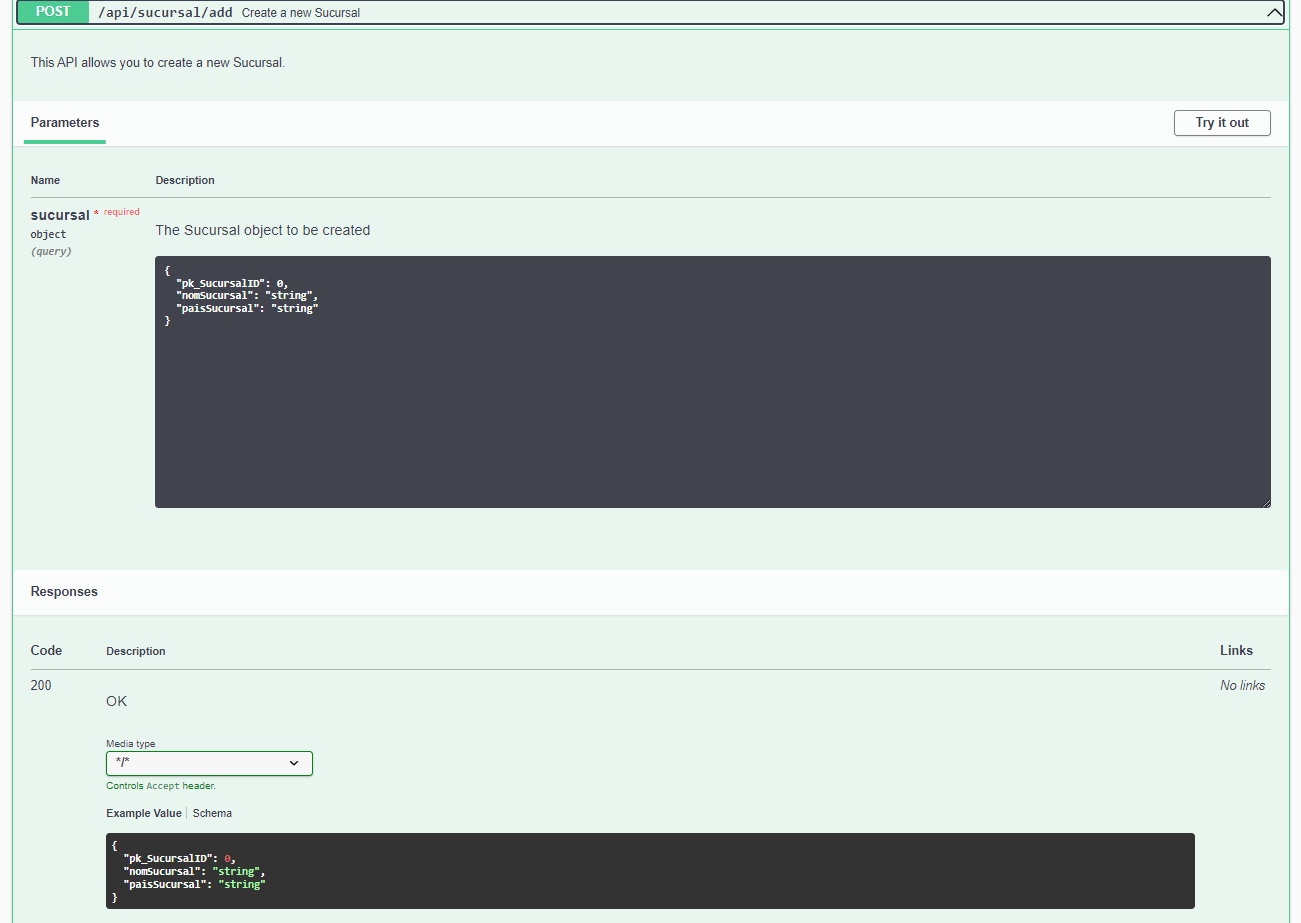 POST /api/sucursal/add Create a new Sucursal
This API allows you to create a new Sucursal.
Parameters
Try it out
Name Description
sucursal * required
object
(query)
The Sucursal object to be created
{
"pk_SucursalID": 0,
"nomSucursal": "string",
"paisSucursal": "string"
}
Responses
Code Description Links
200
OK
No links
Media type
*/*
Controls Accept header.
Example Value Schema
{
"pk_SucursalID": 0,
"nomSucursal": "string",
"paisSucursal": "string"
}